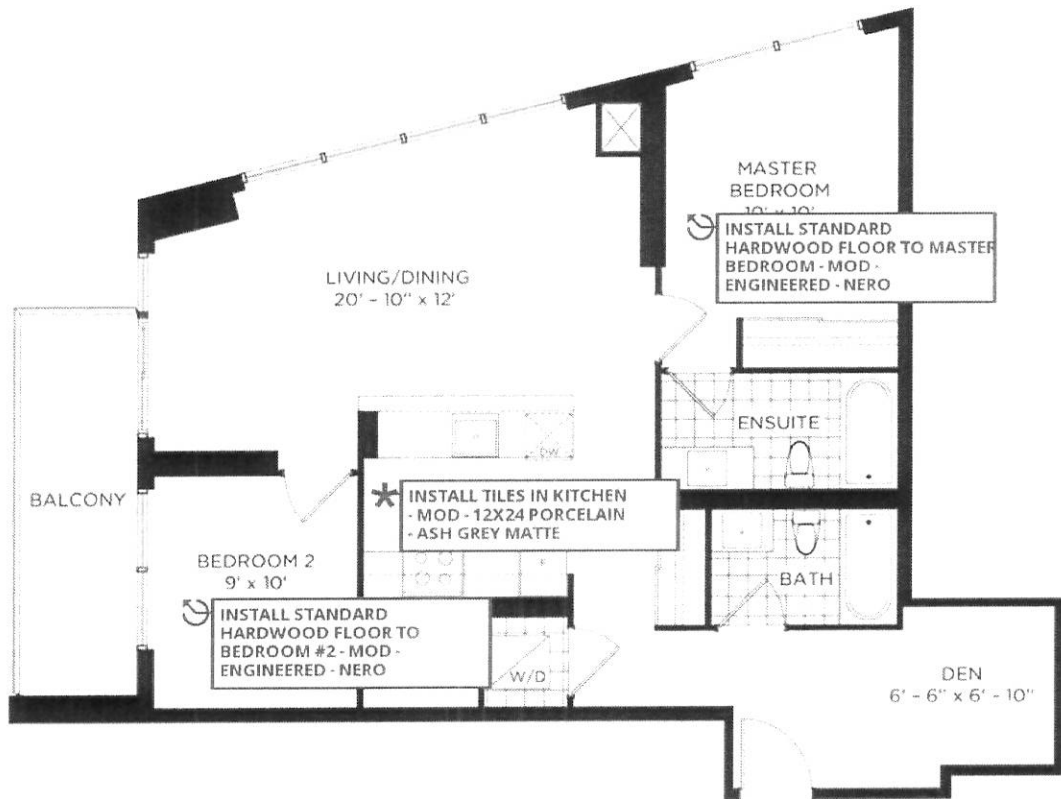 MASTER
BEDROOM
10' x 10'
INSTALL STANDARD
HARDWOOD FLOOR TO MASTER
BEDROOM - MOD -
ENGINEERED - NERO
LIVING/DINING
20' - 10" x 12'
ENSUITE
DW
BALCONY
INSTALL TILES IN KITCHEN
- MOD - 12X24 PORCELAIN
- ASH GREY MATTE
BEDROOM 2
9' x 10'
BATH
INSTALL STANDARD
HARDWOOD FLOOR TO
BEDROOM #2 - MOD -
ENGINEERED - NERO
W/D
DEN
6' - 6" x 6' - 10"